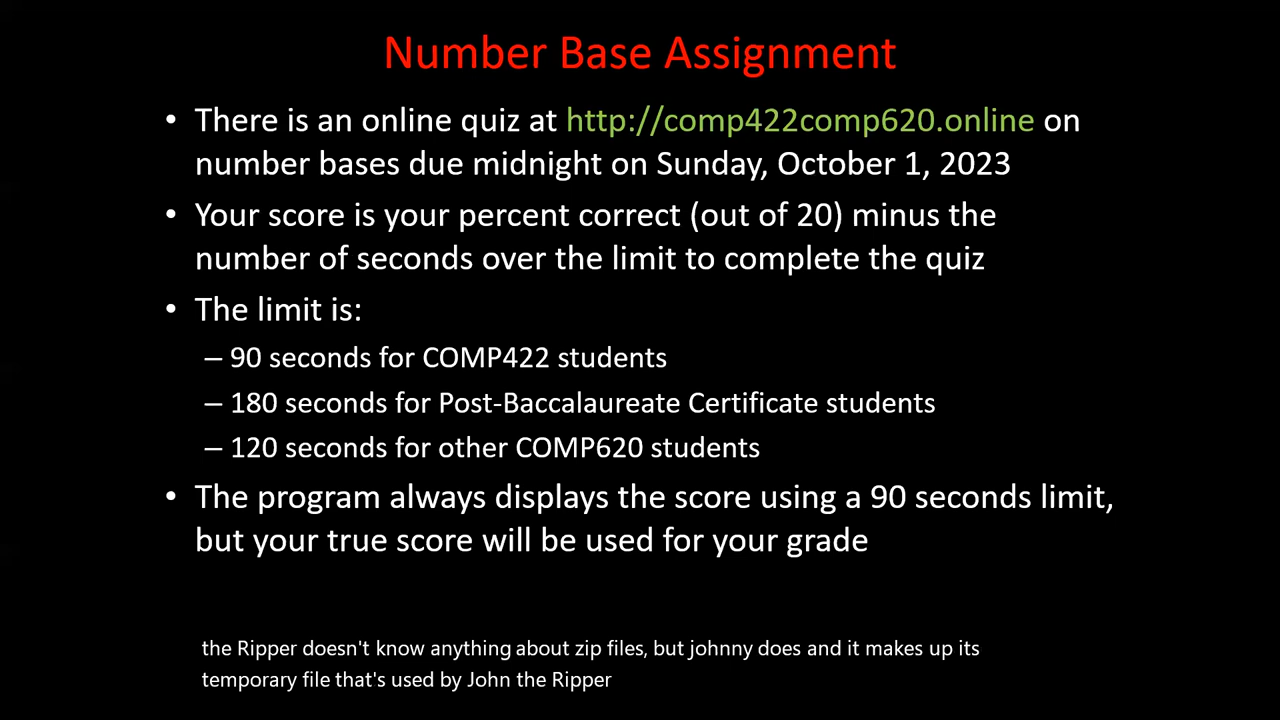 Number Base Assignment
• There is an online quiz at http://comp422comp620.online on
number bases due midnight on Sunday, October 1, 2023
• Your score is your percent correct (out of 20) minus the
number of seconds over the limit to complete the quiz
• The limit is:
– 90 seconds for COMP422 students
– 180 seconds for Post-Baccalaureate Certificate students
– 120 seconds for other COMP620 students
• The program always displays the score using a 90 seconds limit,
but your true score will be used for your grade
the Ripper doesn't know anything about zip files, but johnny does and it makes up its
temporary file that's used by John the Ripper